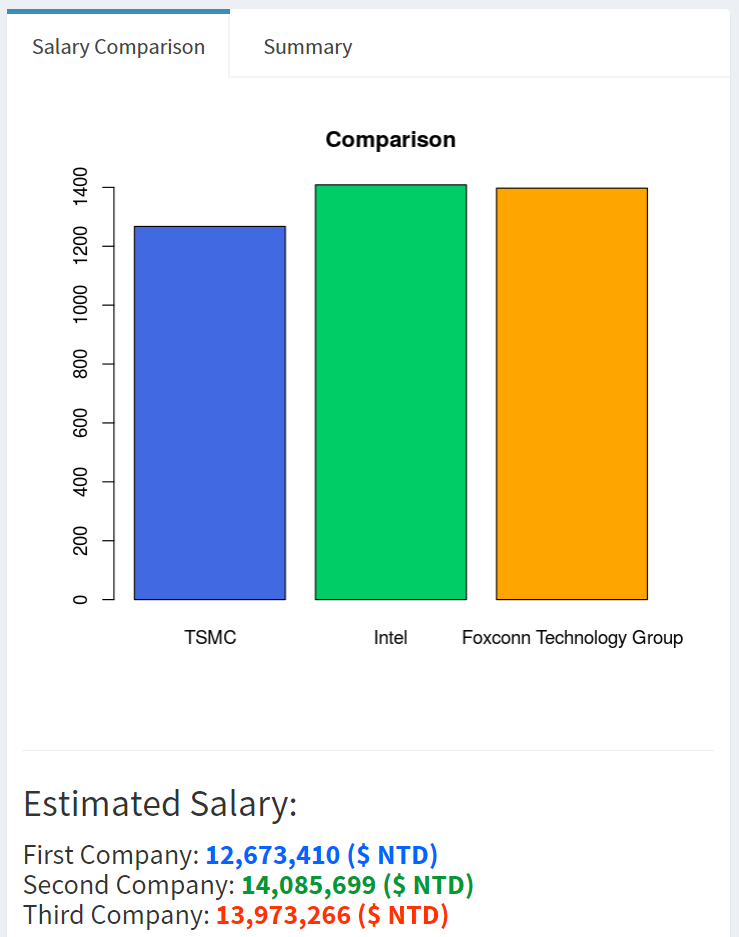 Salary Comparison Summary
Comparison
1400
1200
1000
800
600
400
200
0
TSMC Intel Foxconn Technology Group
Estimated Salary:
First Company: 12,673,410 ($ NTD)
Second Company: 14,085,699 ($ NTD)
Third Company: 13,973,266 ($ NTD)